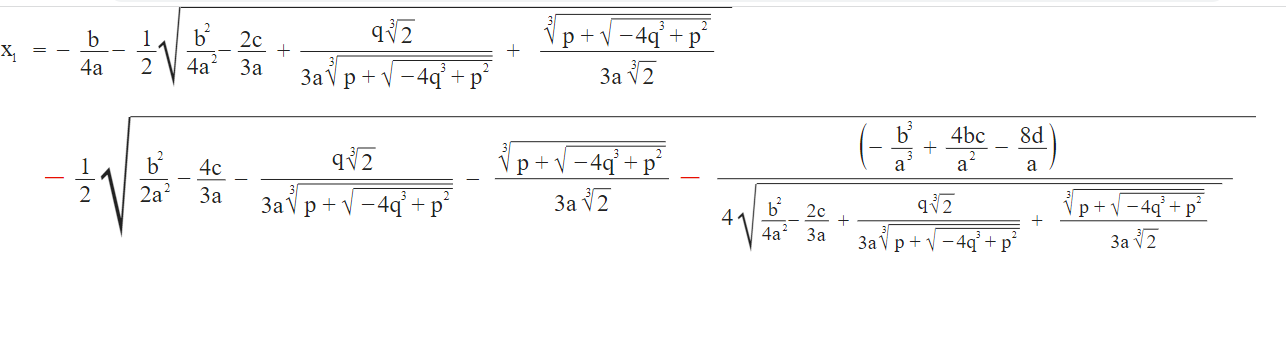 x₁ = − b/(4a) − 1/2 √( b²/(4a²) − 2c/(3a) + q∛2/(3a∛(p + √(−4q³ + p²))) + ∛(p + √(−4q³ + p²))/(3a∛2) )
− 1/2 √( b²/(2a²) − 4c/(3a) − q∛2/(3a∛(p + √(−4q³ + p²))) − ∛(p + √(−4q³ + p²))/(3a∛2) − (−b³/a³ + 4bc/a² − 8d/a)/(4√( b²/(4a²) − 2c/(3a) + q∛2/(3a∛(p + √(−4q³ + p²))) + ∛(p + √(−4q³ + p²))/(3a∛2) )) )